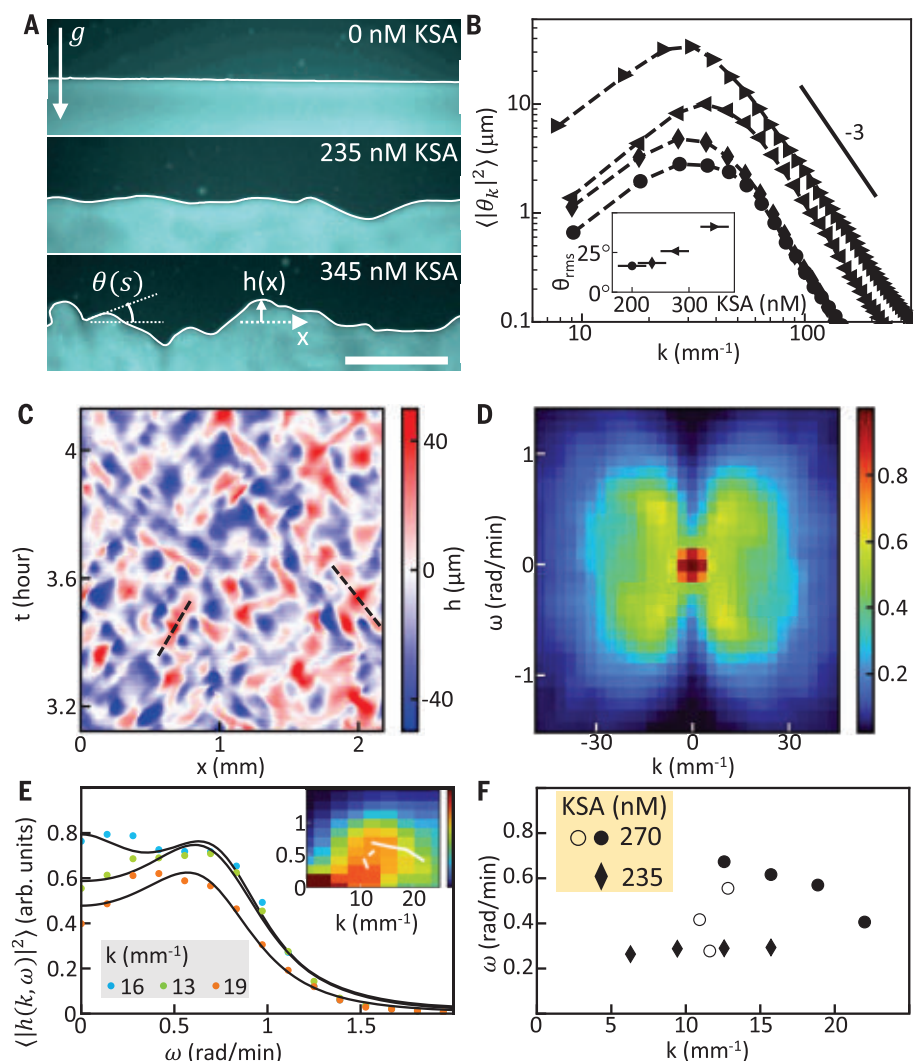 A
g
0 nM KSA
235 nM KSA
345 nM KSA
θ(s)
h(x)
x
B
⟨|θ_k|²⟩ (μm)
10
1
0.1
-3
θ_rms
25°
0°
200
300
KSA (nM)
10
100
k (mm⁻¹)
C
t (hour)
4
3.6
3.2
0
1
2
x (mm)
40
0
-40
h (μm)
D
ω (rad/min)
1
0
-1
-30
0
30
k (mm⁻¹)
0.8
0.6
0.4
0.2
E
⟨|h(k, ω)|²⟩ (arb. units)
0.8
0.6
0.4
0.2
0
0
0.5
1
1.5
ω (rad/min)
k (mm⁻¹)
16
13
19
1
0.5
0
0
10
20
k (mm⁻¹)
F
KSA (nM)
270
235
ω (rad/min)
0.8
0.6
0.4
0.2
0
5
10
15
20
25
k (mm⁻¹)